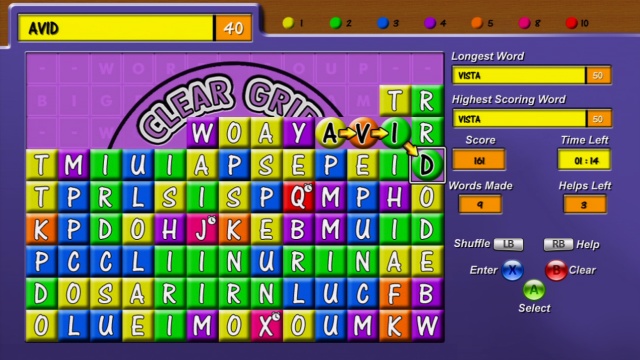 AVID 40
1 2 3 4 5 8 10
Longest Word
VISTA 50
Highest Scoring Word
VISTA 50
Score Time Left
161 01:14
Words Made Helps Left
9 3
Shuffle LB RB Help
Enter X B Clear
A
Select
CLEAR GRID
T R
W O A Y A V I R
T M I U I A P S E P E I D
T P R L S I S P Q M P H O
K P D O H J K E B M U I D
P C C L I I N U R I N A E
D O S A R I R N L U C F B
O L U E I M O X O U M K W